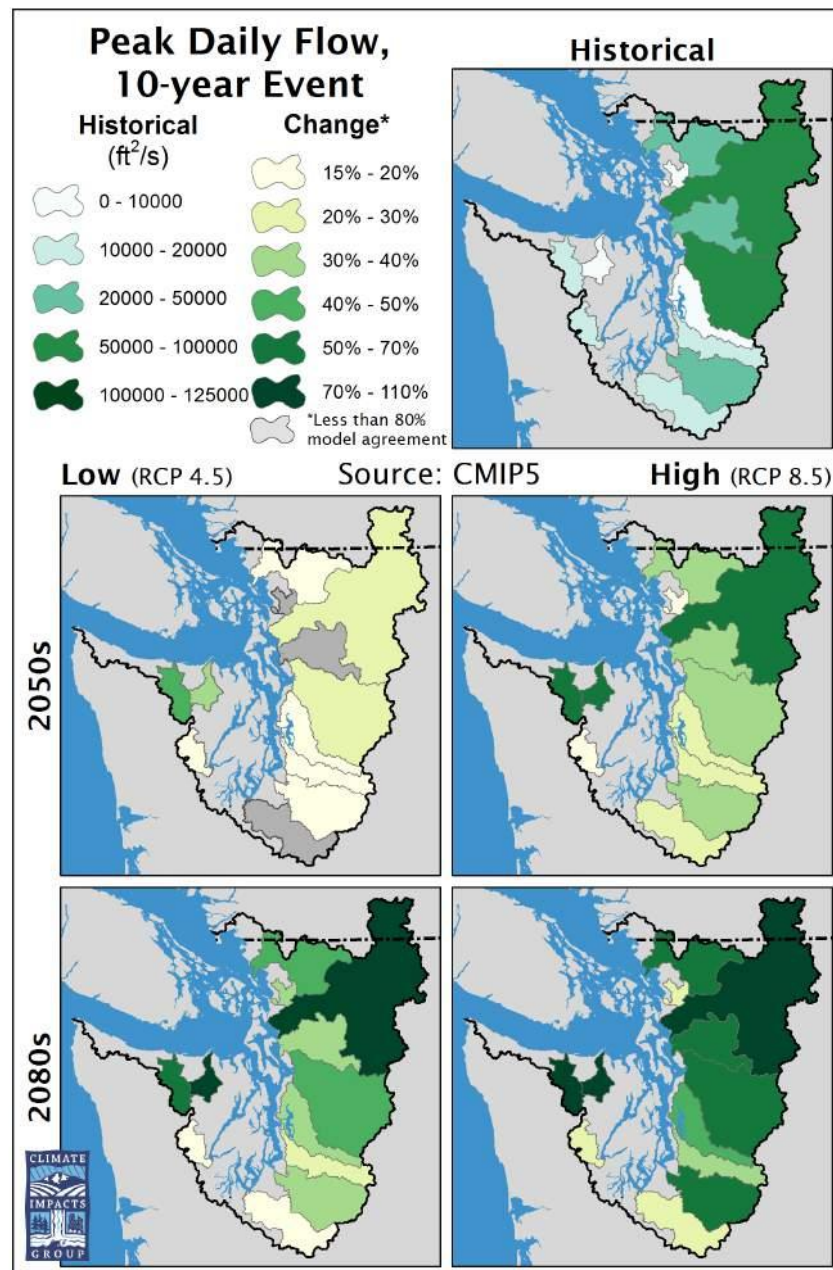 Peak Daily Flow,
10-year Event
Historical
(ft²/s)
0 - 10000
10000 - 20000
20000 - 50000
50000 - 100000
100000 - 125000
Change*
15% - 20%
20% - 30%
30% - 40%
40% - 50%
50% - 70%
70% - 110%
*Less than 80%
model agreement
Historical
Low (RCP 4.5)
Source: CMIP5
High (RCP 8.5)
2050s
2080s
CLIMATE
IMPACTS
GROUP